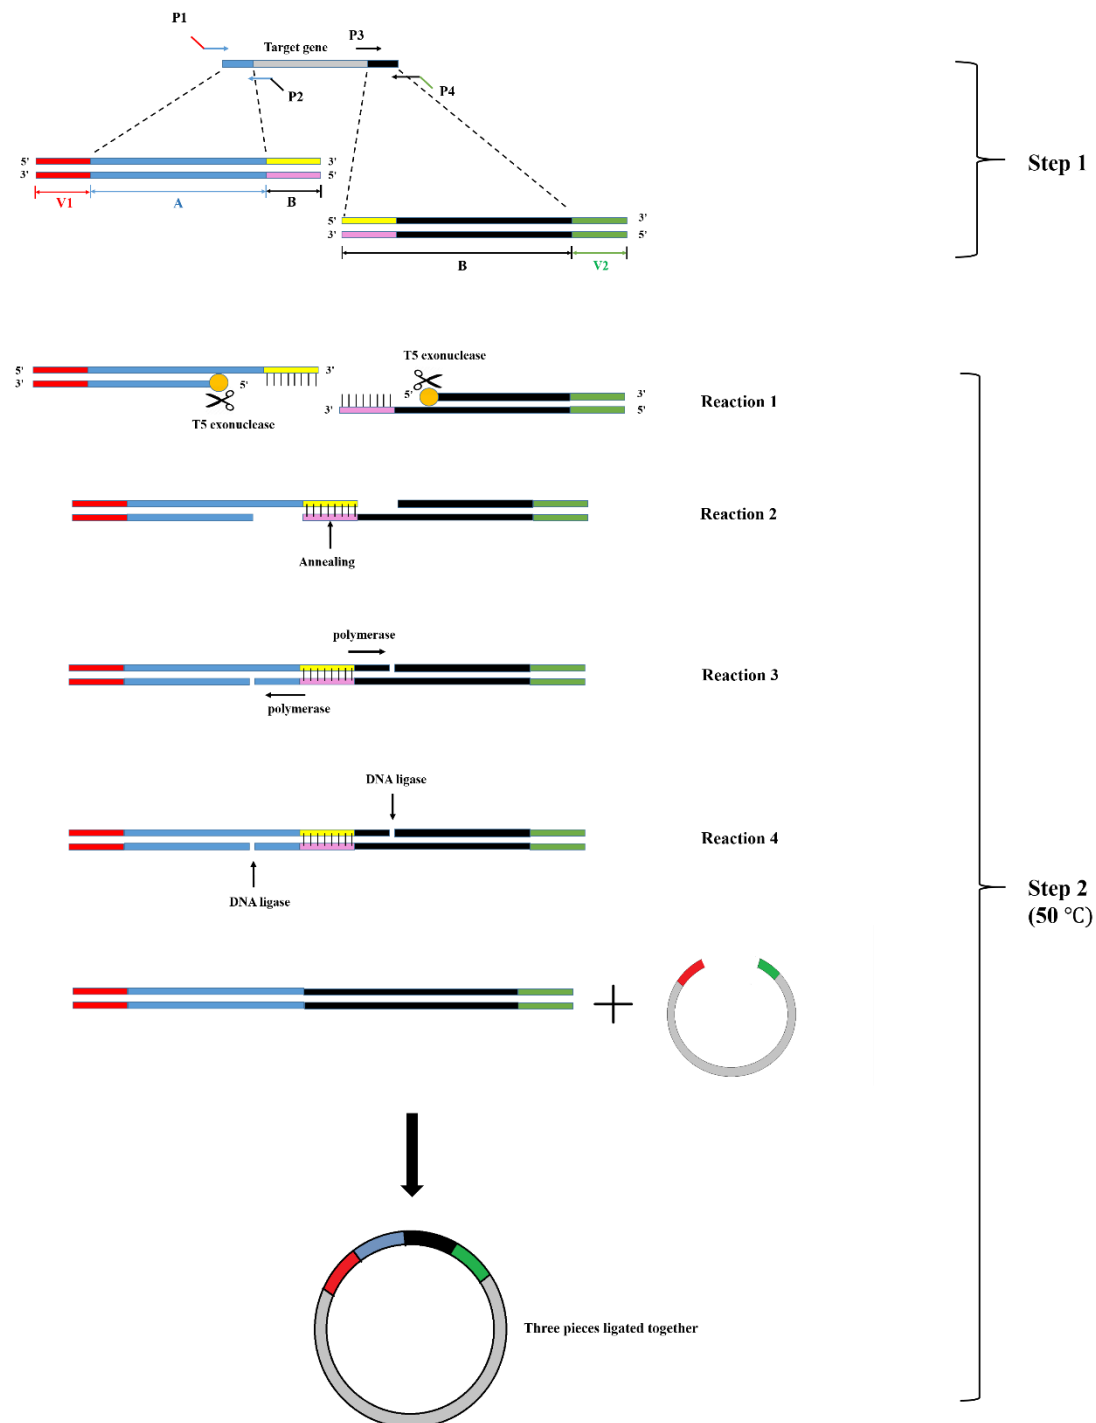 P1
P3
Target gene
P2
P4
5' 3'
3' 5'
V1 A B
5' 3'
3' 5'
B V2
Step 1
T5 exonuclease
5' 3'
3' 5'
5' 3'
3' 5'
T5 exonuclease
Reaction 1
Reaction 2
Annealing
polymerase
Reaction 3
polymerase
DNA ligase
Reaction 4
DNA ligase
Step 2
(50 ℃)
Three pieces ligated together